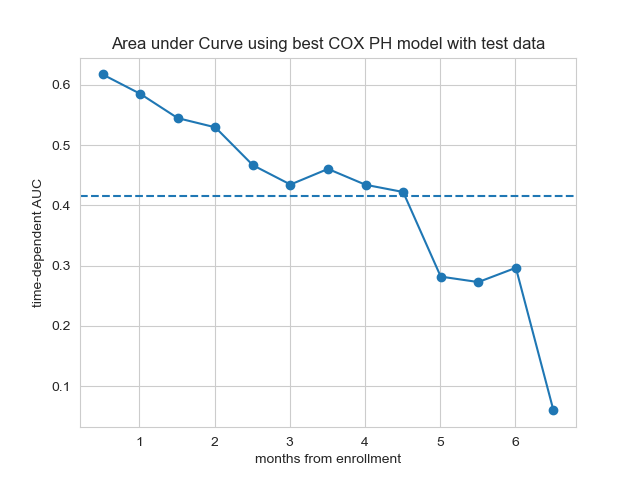 Area under Curve using best COX PH model with test data
0.6
0.5
0.4
0.3
0.2
0.1
time-dependent AUC
1 2 3 4 5 6
months from enrollment